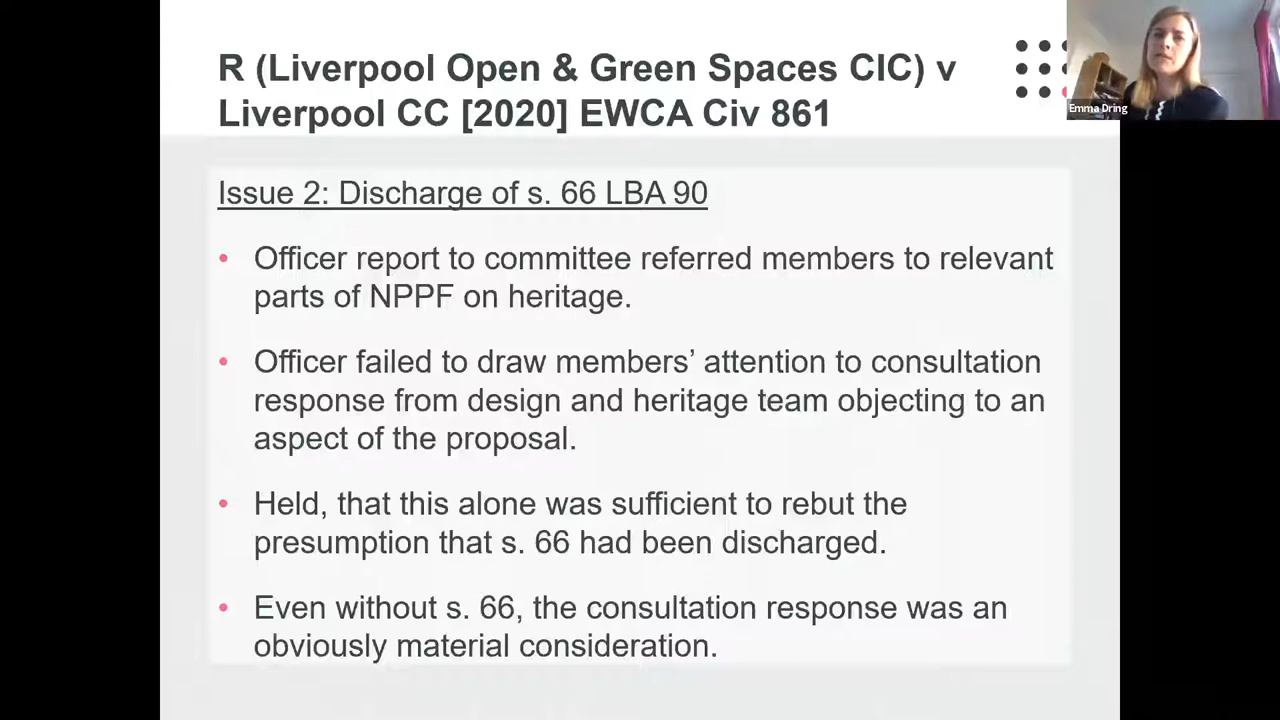 R (Liverpool Open & Green Spaces CIC) v
Liverpool CC [2020] EWCA Civ 861
Emma Dring
Issue 2: Discharge of s. 66 LBA 90
• Officer report to committee referred members to relevant
parts of NPPF on heritage.
• Officer failed to draw members’ attention to consultation
response from design and heritage team objecting to an
aspect of the proposal.
• Held, that this alone was sufficient to rebut the
presumption that s. 66 had been discharged.
• Even without s. 66, the consultation response was an
obviously material consideration.